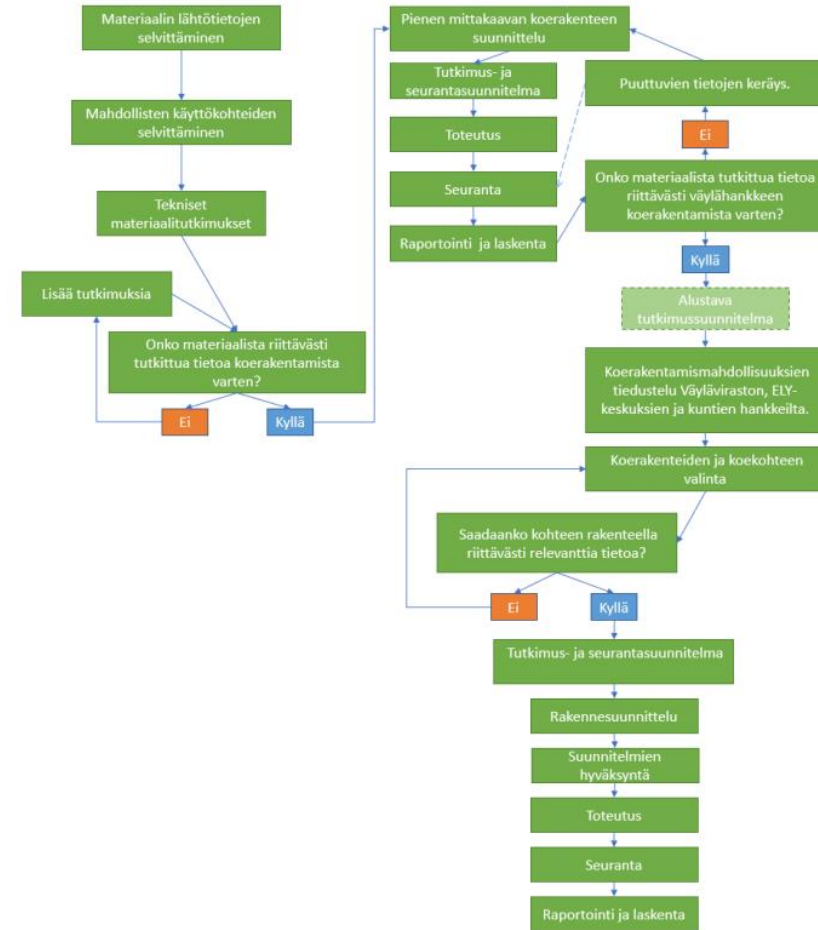 Materiaalin lähtötietojen
selvittäminen
Mahdollisten käyttökohteiden
selvittäminen
Tekniset
materiaalitutkimukset
Lisää tutkimuksia
Onko materiaalista riittävästi
tutkittua tietoa koerakentamista
varten?
Ei
Kyllä
Pienen mittakaavan koerakenteen
suunnittelu
Tutkimus- ja
seurantasuunnitelma
Toteutus
Seuranta
Raportointi ja laskenta
Puuttuvien tietojen keräys.
Ei
Onko materiaalista tutkittua tietoa
riittävästi väylähankkeen
koerakentamista varten?
Kyllä
Alustava
tutkimussuunnitelma
Koerakentamismahdollisuuksien
tiedustelu Väyläviraston, ELY-
keskuksien ja kuntien hankkeilta.
Koerakenteiden ja koekohteen
valinta
Saadaanko kohteen rakenteella
riittävästi relevanttia tietoa?
Ei
Kyllä
Tutkimus- ja seurantasuunnitelma
Rakennesuunnittelu
Suunnitelmien
hyväksyntä
Toteutus
Seuranta
Raportointi ja laskenta